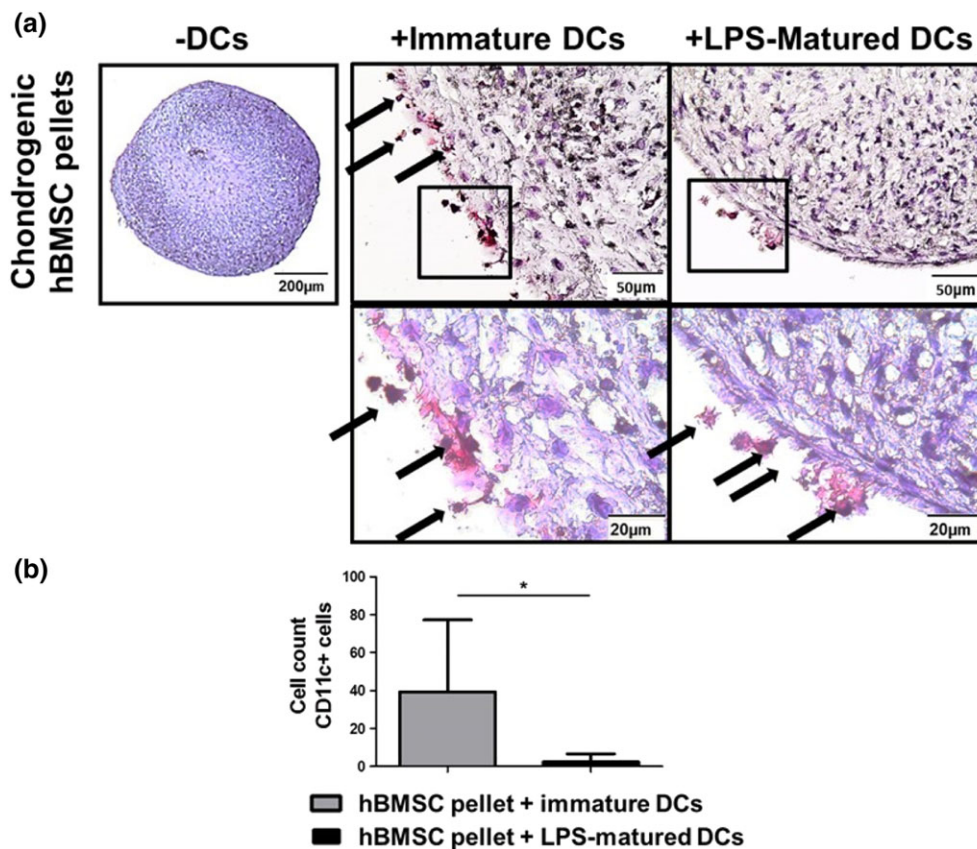 (a)
-DCs
+Immature DCs
+LPS-Matured DCs
Chondrogenic
hBMSC pellets
200µm
50µm
50µm
20µm
20µm
(b)
Cell count
CD11c+ cells
100
80
60
40
20
0
*
hBMSC pellet + immature DCs
hBMSC pellet + LPS-matured DCs